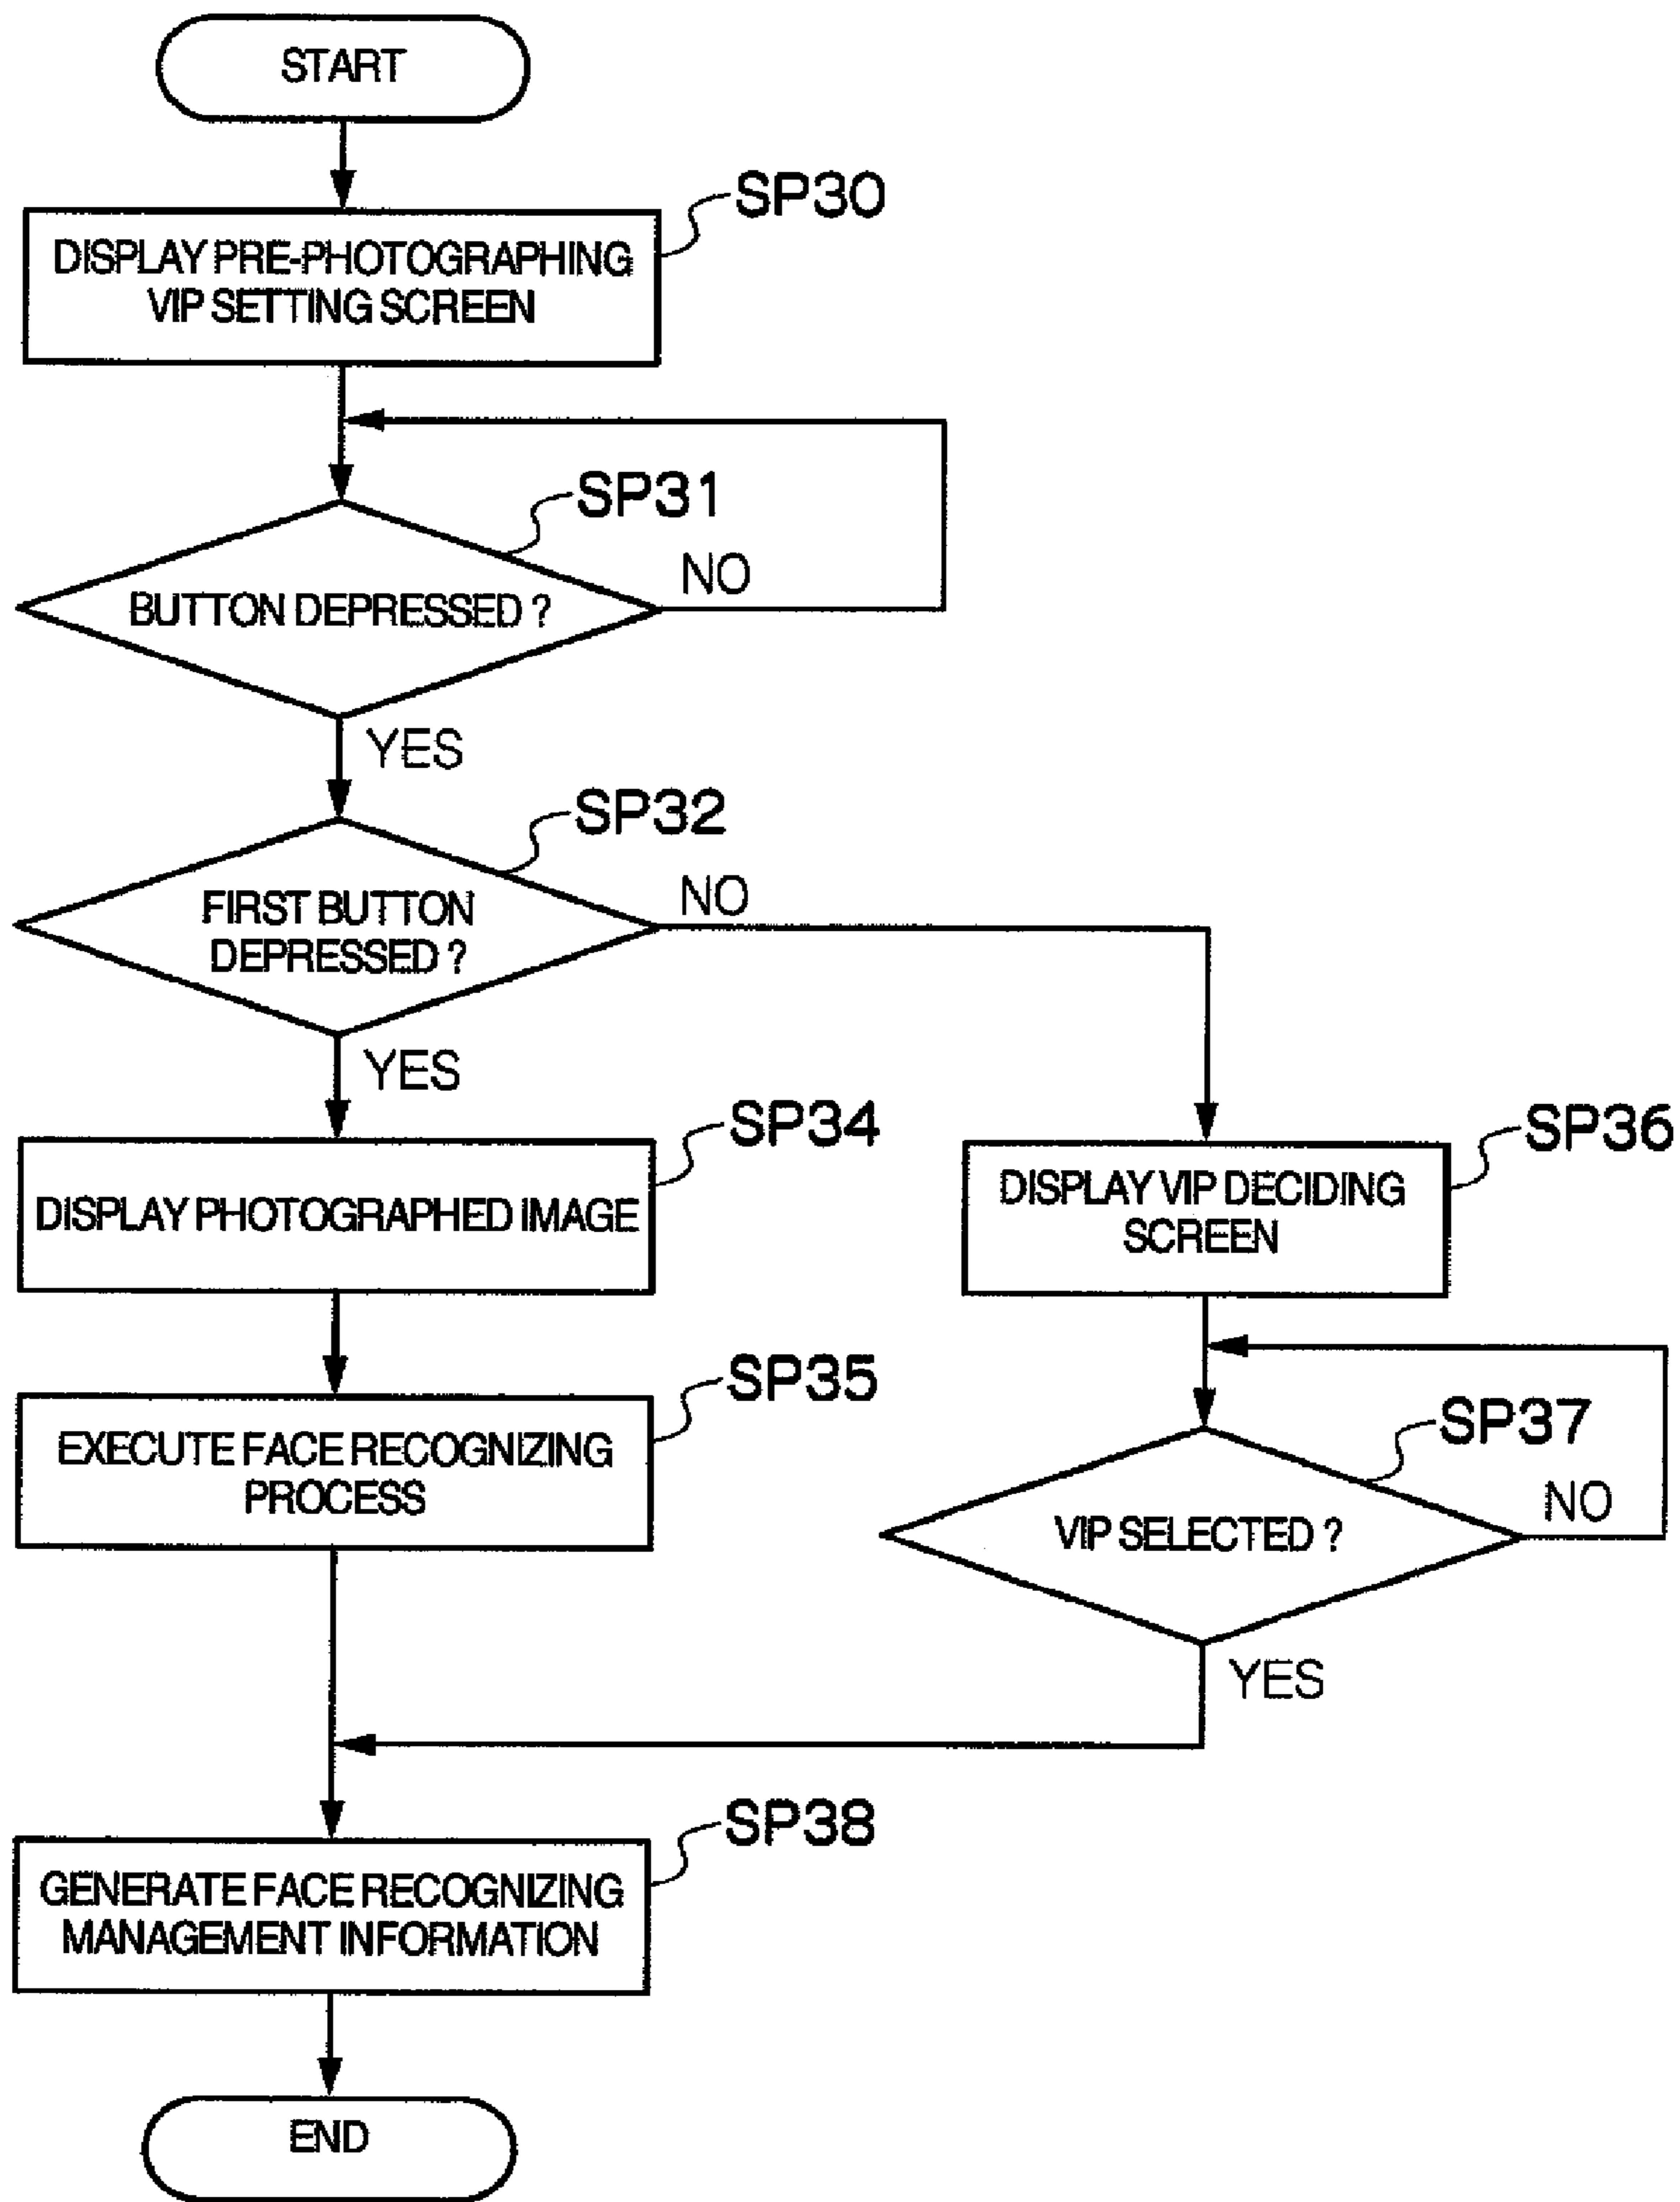 START
SP30
DISPLAY PRE-PHOTOGRAPHING
VIP SETTING SCREEN
SP31
BUTTON DEPRESSED ?
NO
YES
SP32
FIRST BUTTON
DEPRESSED ?
NO
YES
SP34
DISPLAY PHOTOGRAPHED IMAGE
SP36
DISPLAY VIP DECIDING
SCREEN
SP35
EXECUTE FACE RECOGNIZING
PROCESS
SP37
VIP SELECTED ?
NO
YES
SP38
GENERATE FACE RECOGNIZING
MANAGEMENT INFORMATION
END